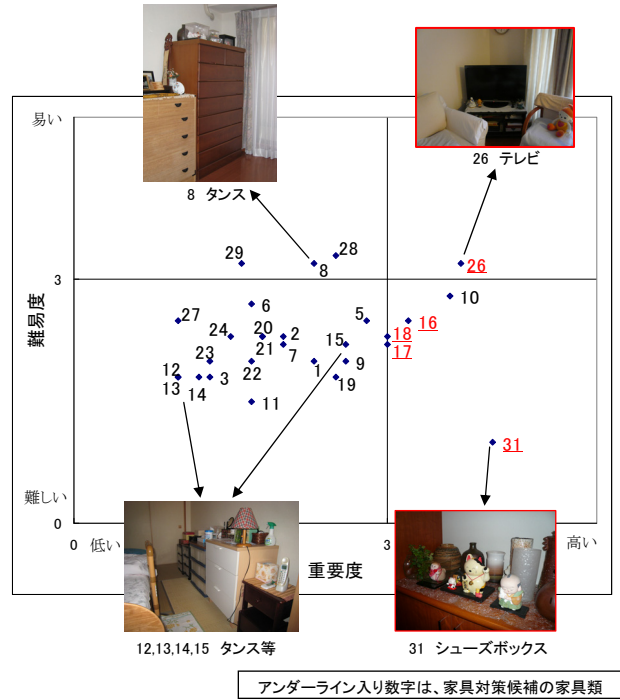 易い
26 テレビ
8 タンス
29
28
8
26
3
27
6
10
5
16
24
20
2
15
18
21
7
17
23
22
1
9
12
13
14
3
19
11
31
難易度
難しい
0
0
低い
3
高い
重要度
12,13,14,15 タンス等
31 シューズボックス
アンダーライン入り数字は、家具対策候補の家具類